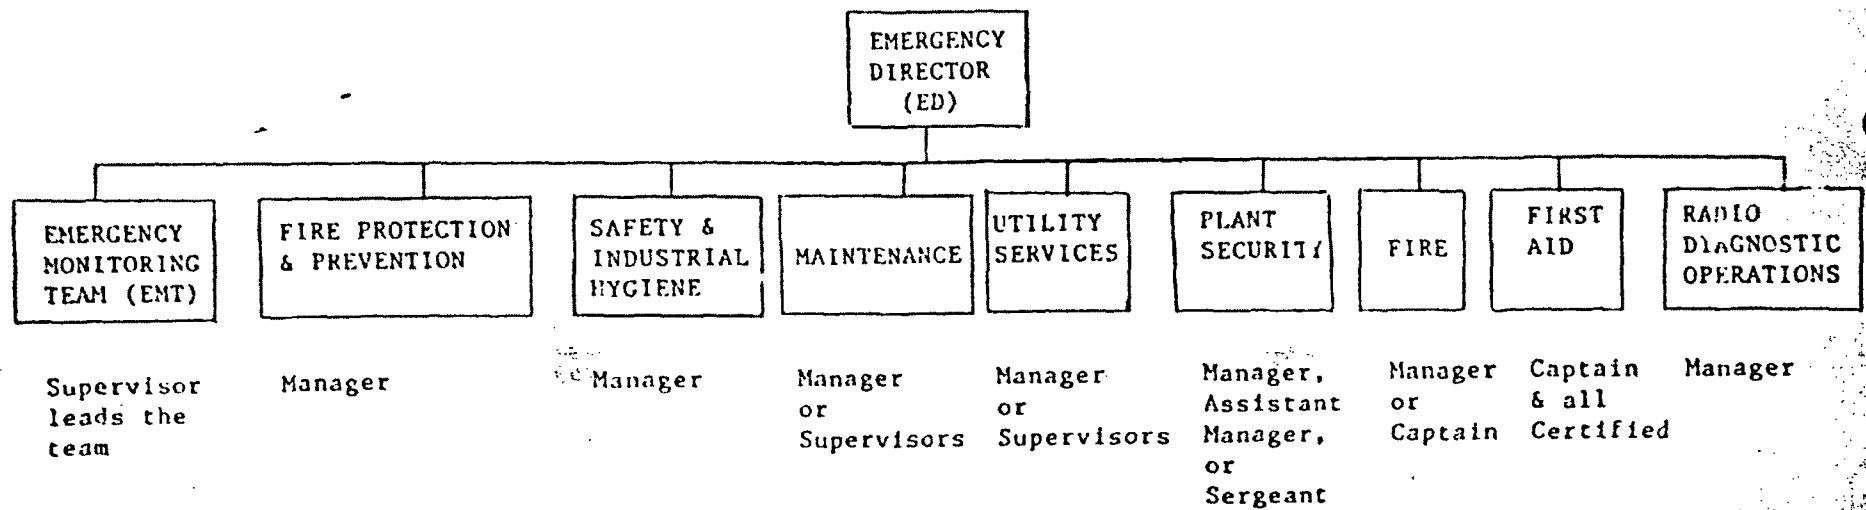 EMERGENCY
DIRECTOR
(ED)
EMERGENCY
MONITORING
TEAM (EMT)
FIRE PROTECTION
& PREVENTION
SAFETY &
INDUSTRIAL
HYGIENE
MAINTENANCE
UTILITY
SERVICES
PLANT
SECURITY
FIRE
FIRST
AID
RADIO
DIAGNOSTIC
OPERATIONS
Supervisor
leads the
team
Manager
Manager
Manager
or
Supervisors
Manager
or
Supervisors
Manager,
Assistant
Manager,
or
Sergeant
Manager
or
Captain
Captain
& all
Certified
Manager